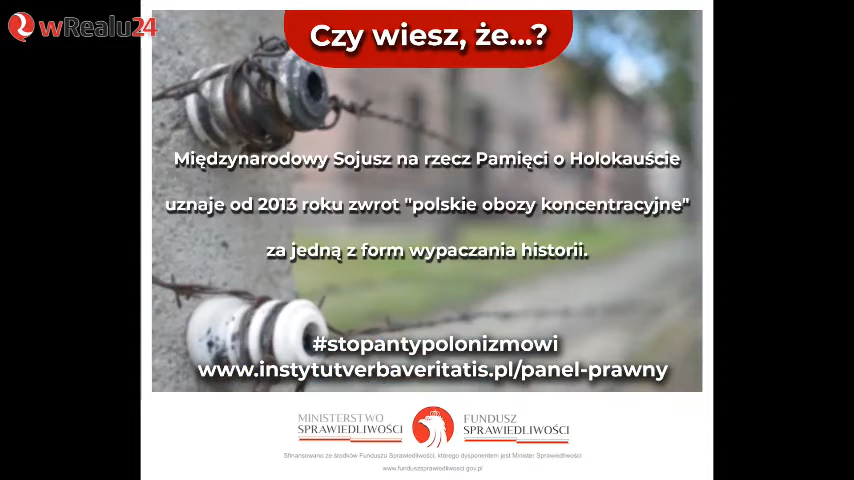 wRealu24
Czy wiesz, że...?
Międzynarodowy Sojusz na rzecz Pamięci o Holokauście
uznaje od 2013 roku zwrot "polskie obozy koncentracyjne"
za jedną z form wypaczania historii.
#stopantypolonizmowi
www.instytutverbaveritatis.pl/panel-prawny
MINISTERSTWO
SPRAWIEDLIWOŚCI
FUNDUSZ
SPRAWIEDLIWOŚCI
Sfinansowano ze środków Funduszu Sprawiedliwości, którego dysponentem jest Minister Sprawiedliwości
www.funduszsprawiedliwosci.gov.pl